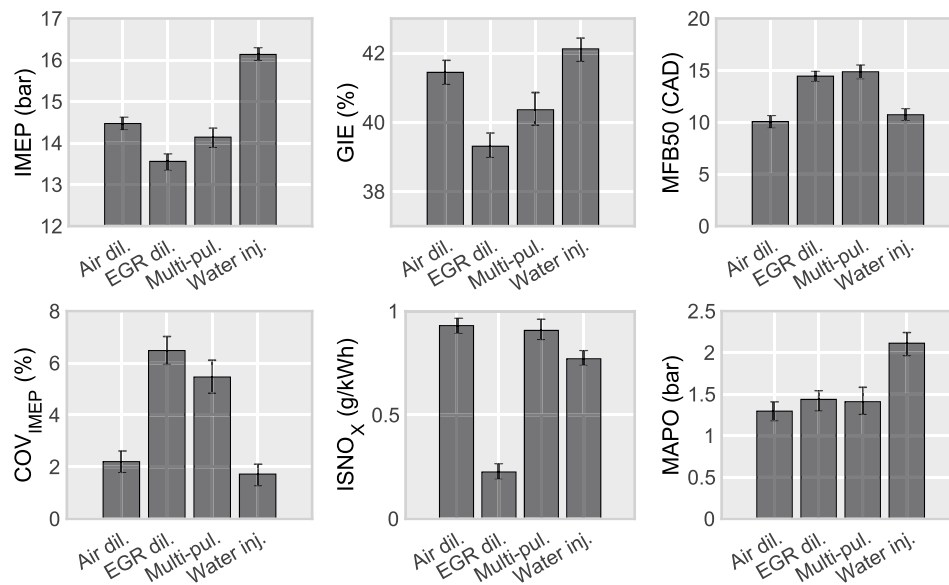 17
16
15
14
13
12
IMEP (bar)
Air dil.
EGR dil.
Multi-pul.
Water inj.
42
40
38
GIE (%)
Air dil.
EGR dil.
Multi-pul.
Water inj.
20
15
10
5
0
MFB50 (CAD)
Air dil.
EGR dil.
Multi-pul.
Water inj.
8
6
4
2
0
COV_IMEP (%)
Air dil.
EGR dil.
Multi-pul.
Water inj.
1
0.5
0
ISNO_X (g/kWh)
Air dil.
EGR dil.
Multi-pul.
Water inj.
2.5
2
1.5
1
0.5
0
MAPO (bar)
Air dil.
EGR dil.
Multi-pul.
Water inj.